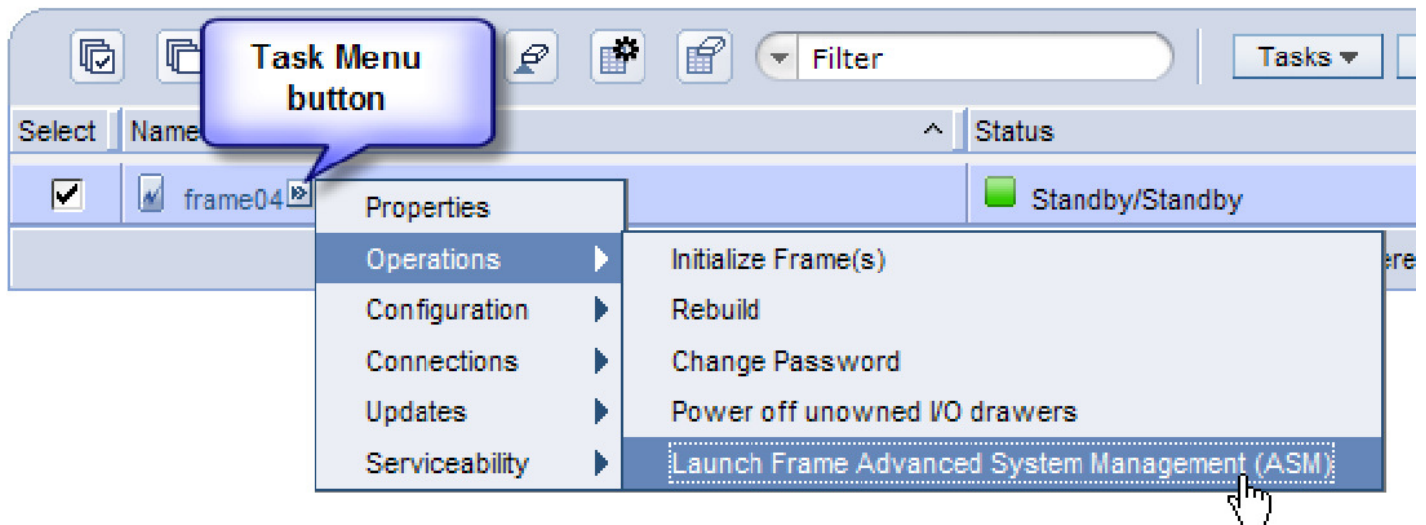 Task Menu
button
Filter
Tasks
Select
Name
Status
frame04
Standby/Standby
Properties
Operations
Configuration
Connections
Updates
Serviceability
Initialize Frame(s)
Rebuild
Change Password
Power off unowned I/O drawers
Launch Frame Advanced System Management (ASM)